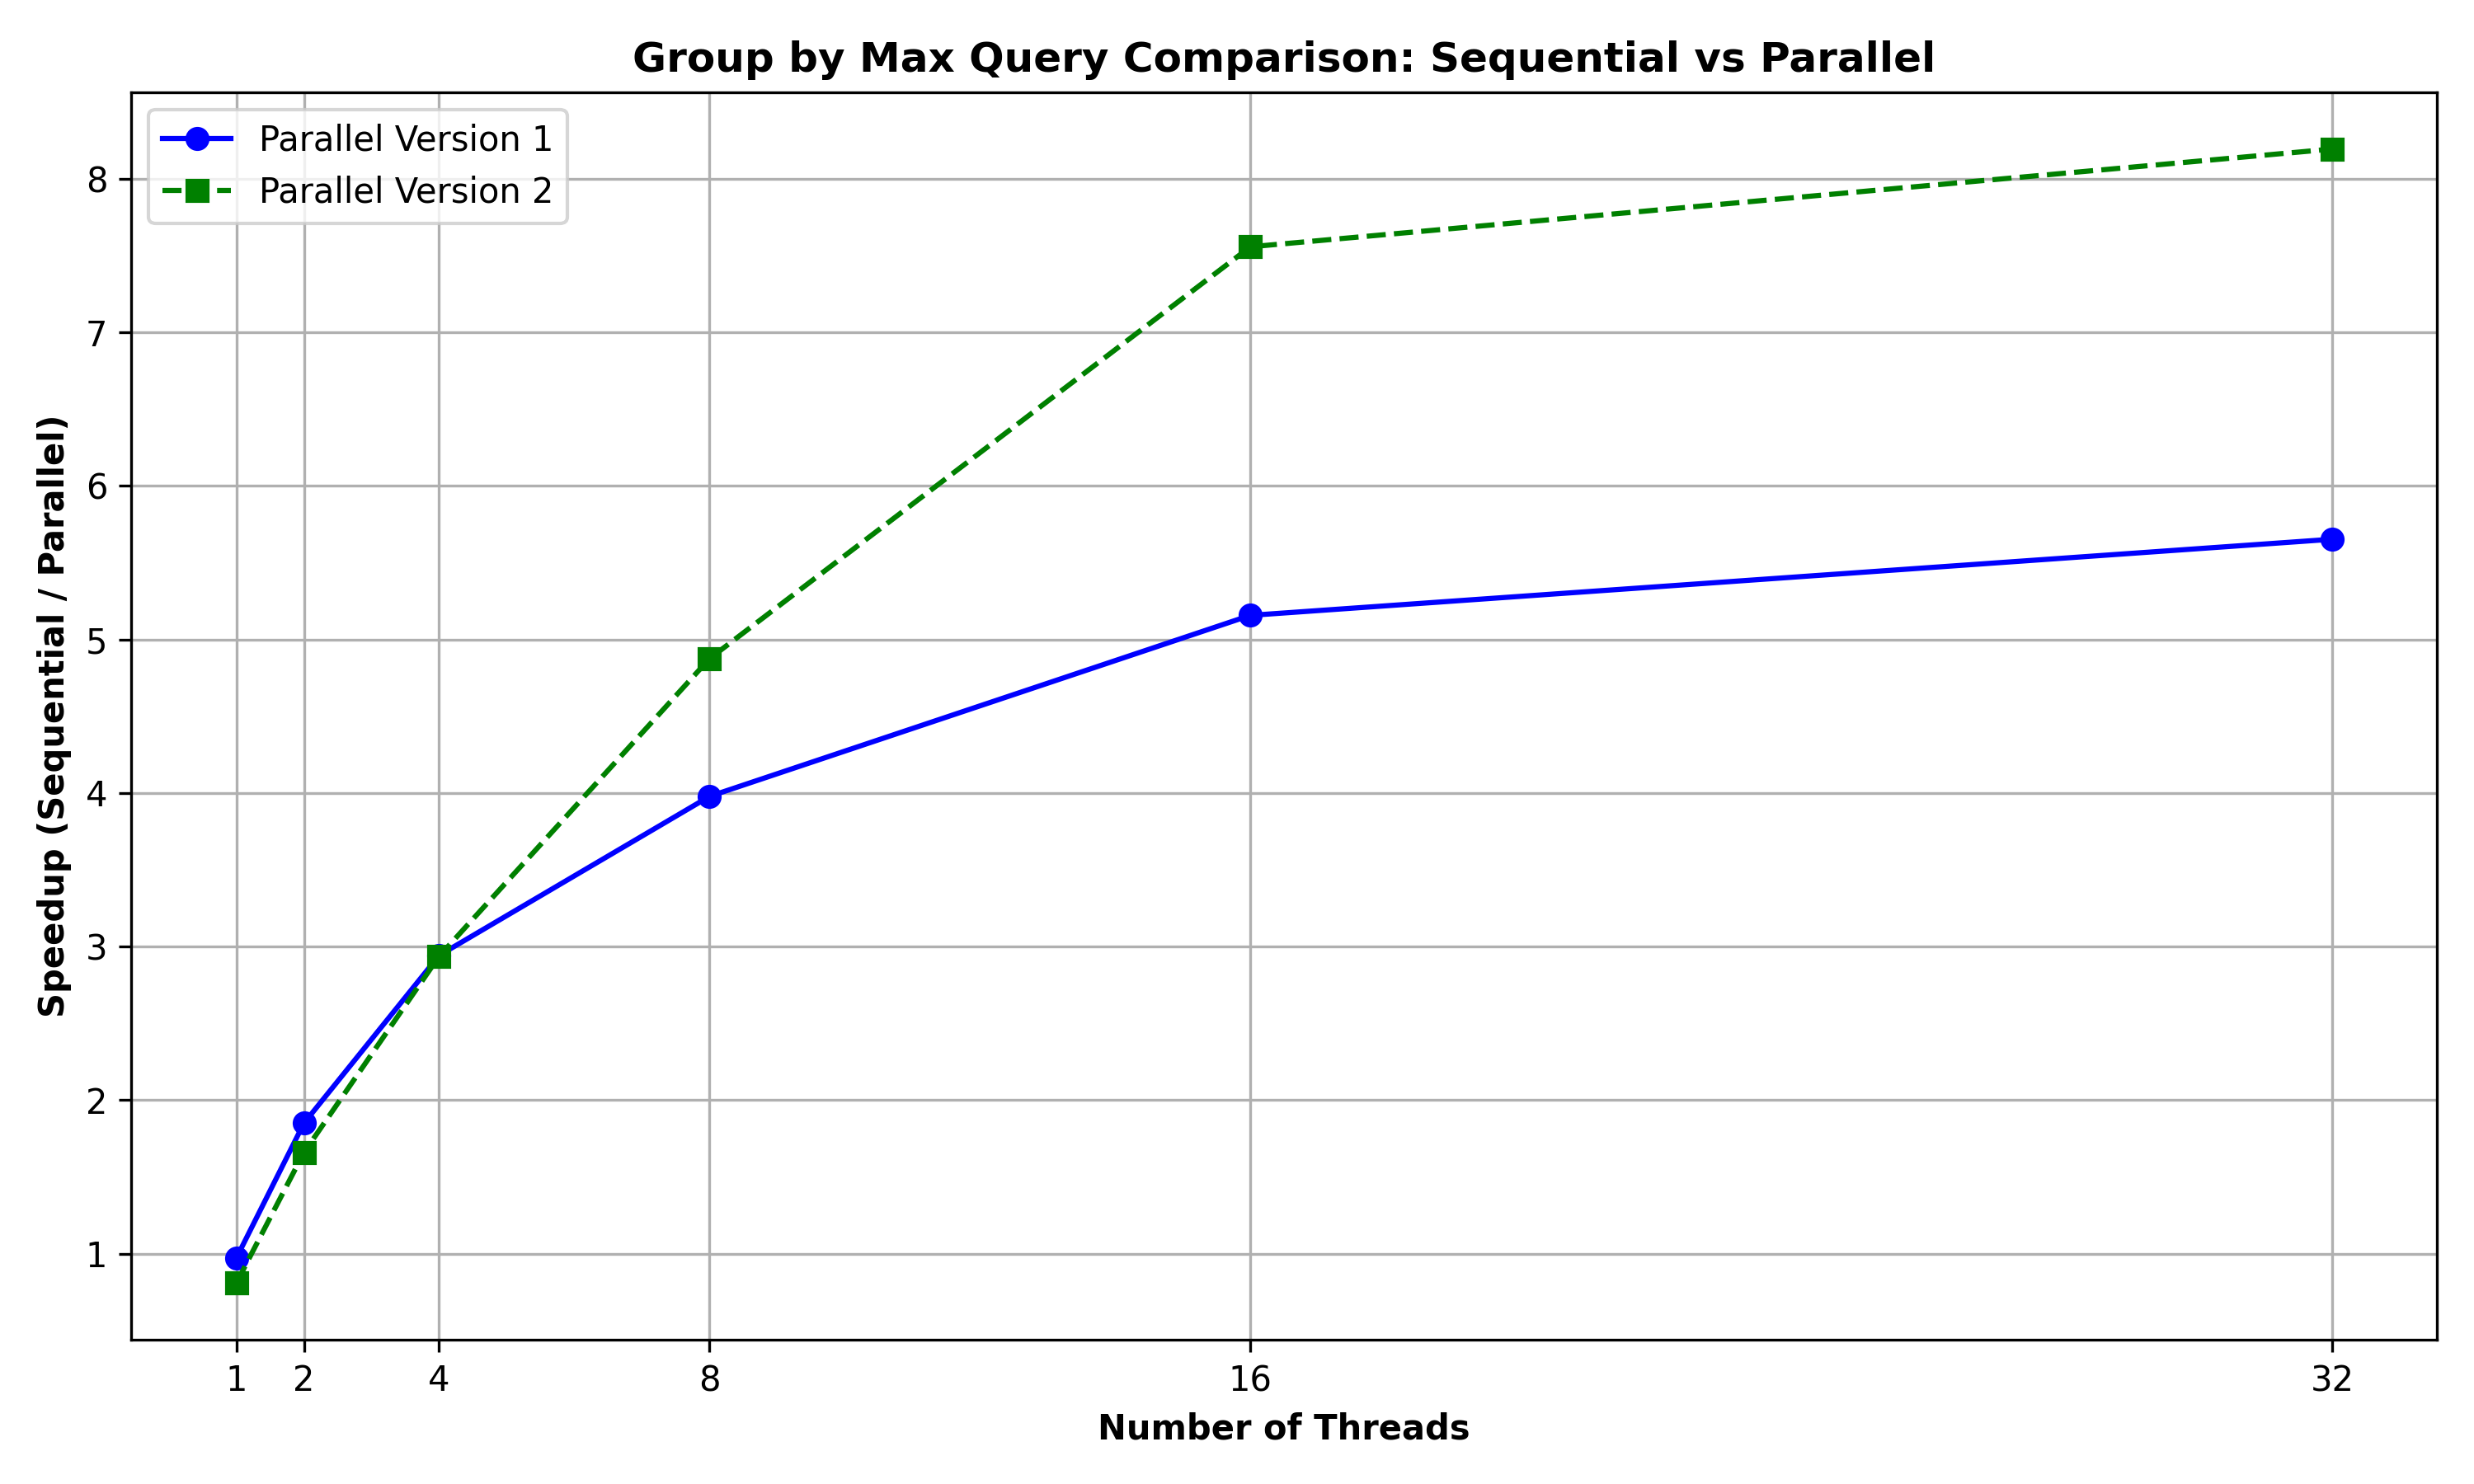 Group by Max Query Comparison: Sequential vs Parallel
Parallel Version 1
Parallel Version 2
Speedup (Sequential / Parallel)
8
7
6
5
4
3
2
1
1 2 4 8 16 32
Number of Threads